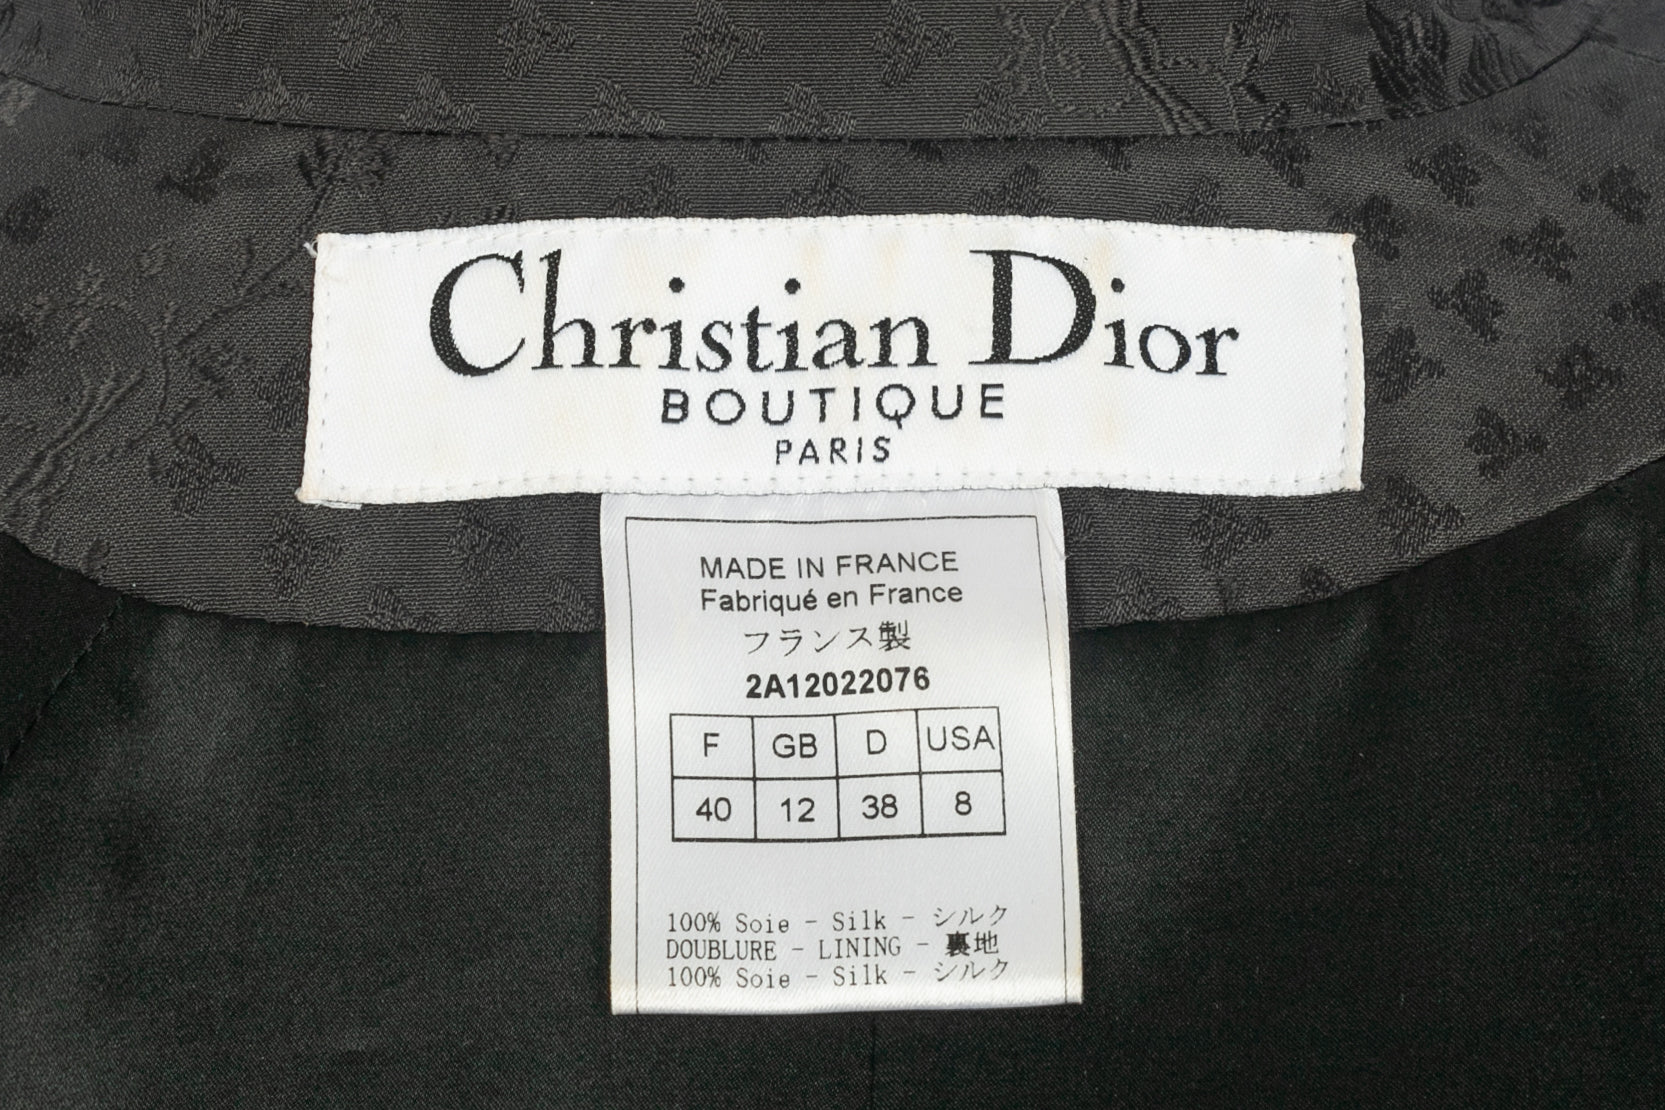 Christian Dior
BOUTIQUE
PARIS
MADE IN FRANCE
Fabriqué en France
フランス製
2A12022076
F GB D USA
40 12 38 8
100% Soie - Silk - シルク
DOUBLURE - LINING - 裏地
100% Soie - Silk - シルク